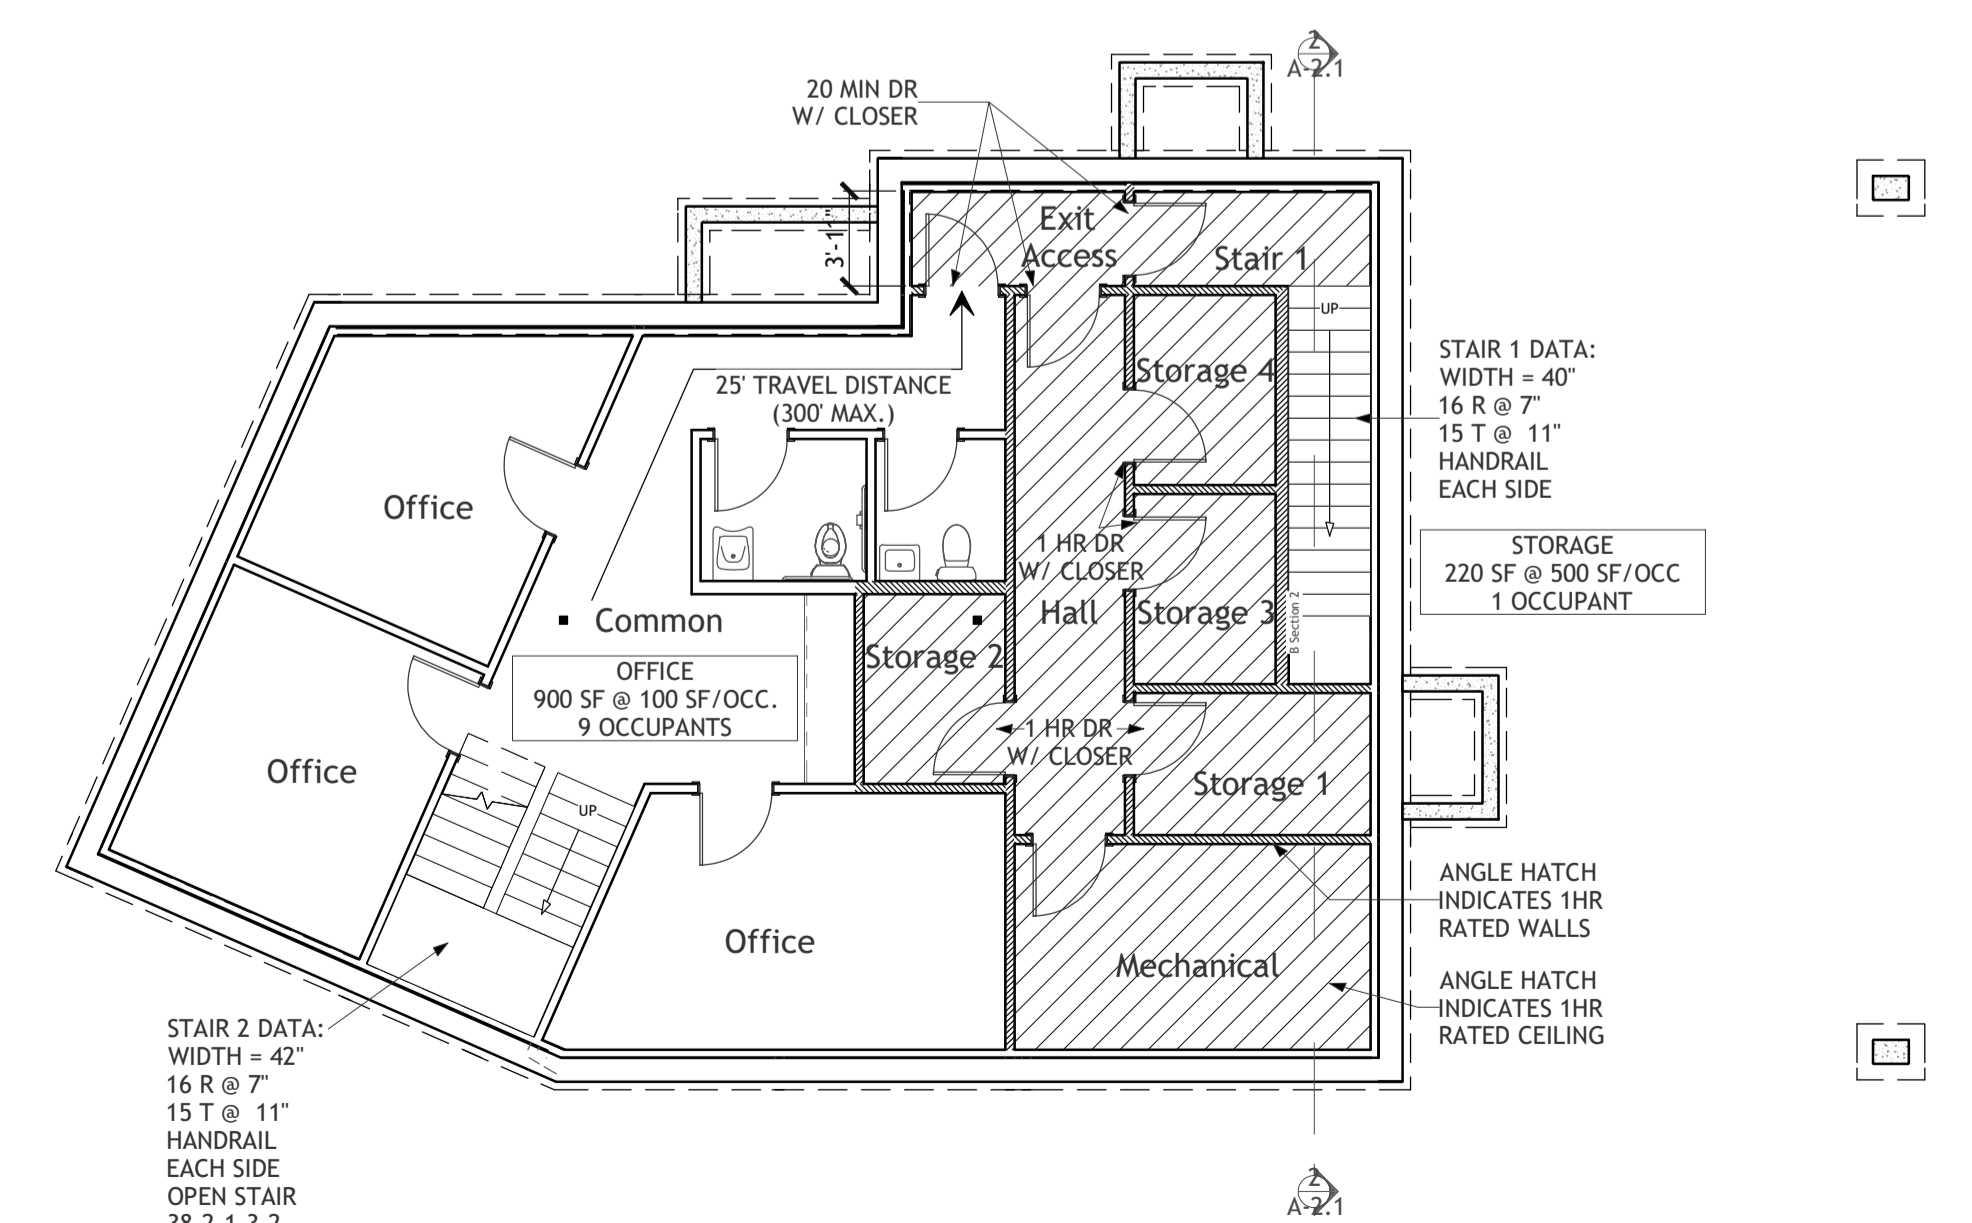 2
A-2.1
20 MIN DR
W/ CLOSER
3'-11"
Exit
Access
Stair 1
UP
25' TRAVEL DISTANCE
(300' MAX.)
Storage 4
STAIR 1 DATA:
WIDTH = 40"
16 R @ 7"
15 T @ 11"
HANDRAIL
EACH SIDE
Office
1 HR DR
W/ CLOSER
STORAGE
220 SF @ 500 SF/OCC
1 OCCUPANT
Common
Hall
Storage 3
B Section 2
Storage 2
OFFICE
900 SF @ 100 SF/OCC.
9 OCCUPANTS
1 HR DR
W/ CLOSER
Office
Storage 1
UP
Office
Mechanical
ANGLE HATCH
INDICATES 1HR
RATED WALLS
ANGLE HATCH
INDICATES 1HR
RATED CEILING
STAIR 2 DATA:
WIDTH = 42"
16 R @ 7"
15 T @ 11"
HANDRAIL
EACH SIDE
OPEN STAIR
38-2.1.3.2
2
A-2.1